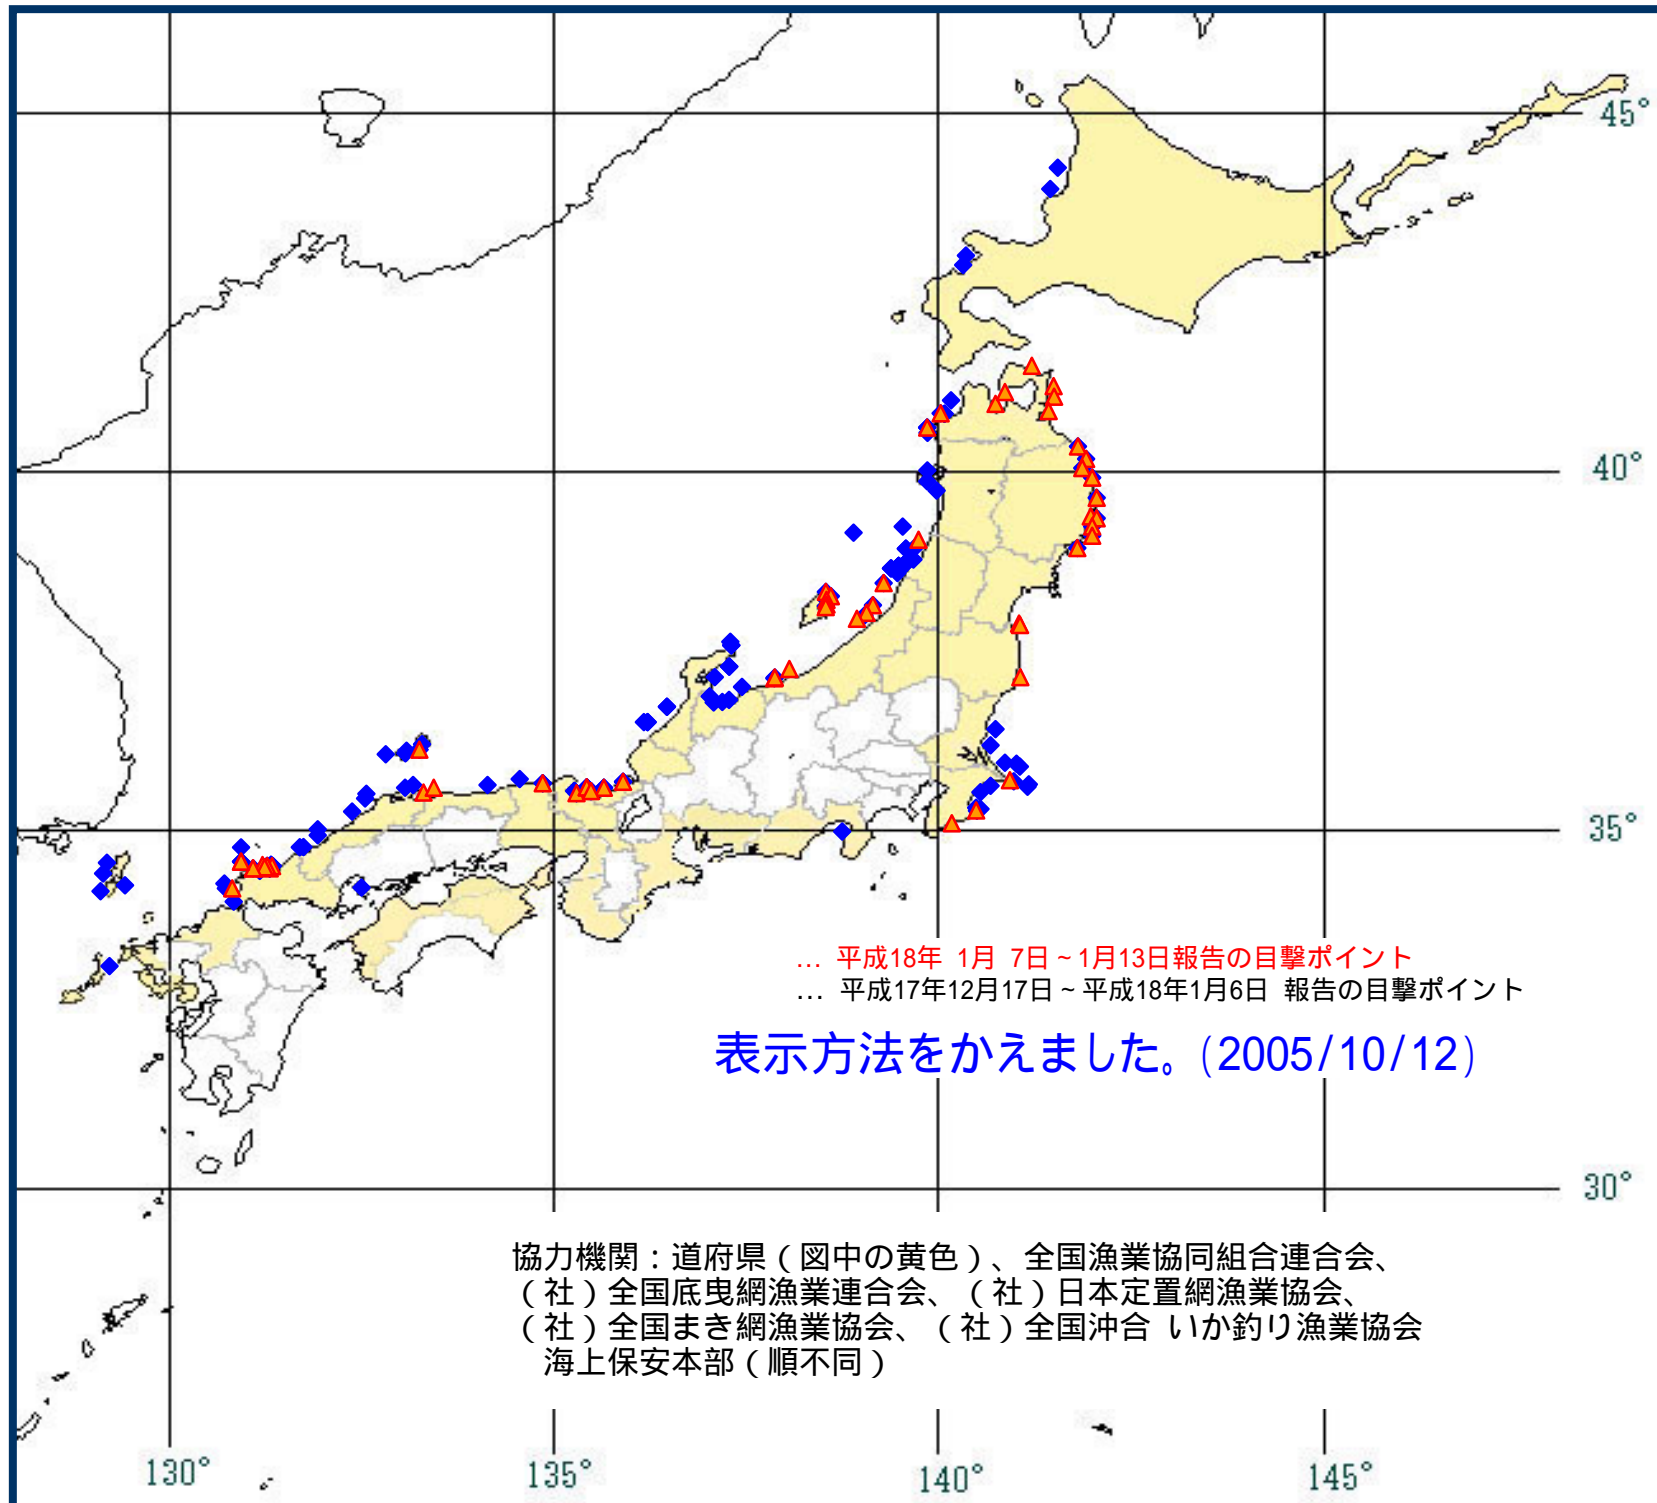 45°
40°
35°
… 平成18年 1月 7日~1月13日報告の目撃ポイント
… 平成17年12月17日~平成18年1月6日 報告の目撃ポイント
表示方法をかえました。(2005/10/12)
30°
協力機関：道府県（図中の黄色）、全国漁業協同組合連合会、
（社）全国底曳網漁業連合会、（社）日本定置網漁業協会、
（社）全国まき網漁業協会、（社）全国沖合 いか釣り漁業協会
海上保安本部（順不同）
130° 135° 140° 145°